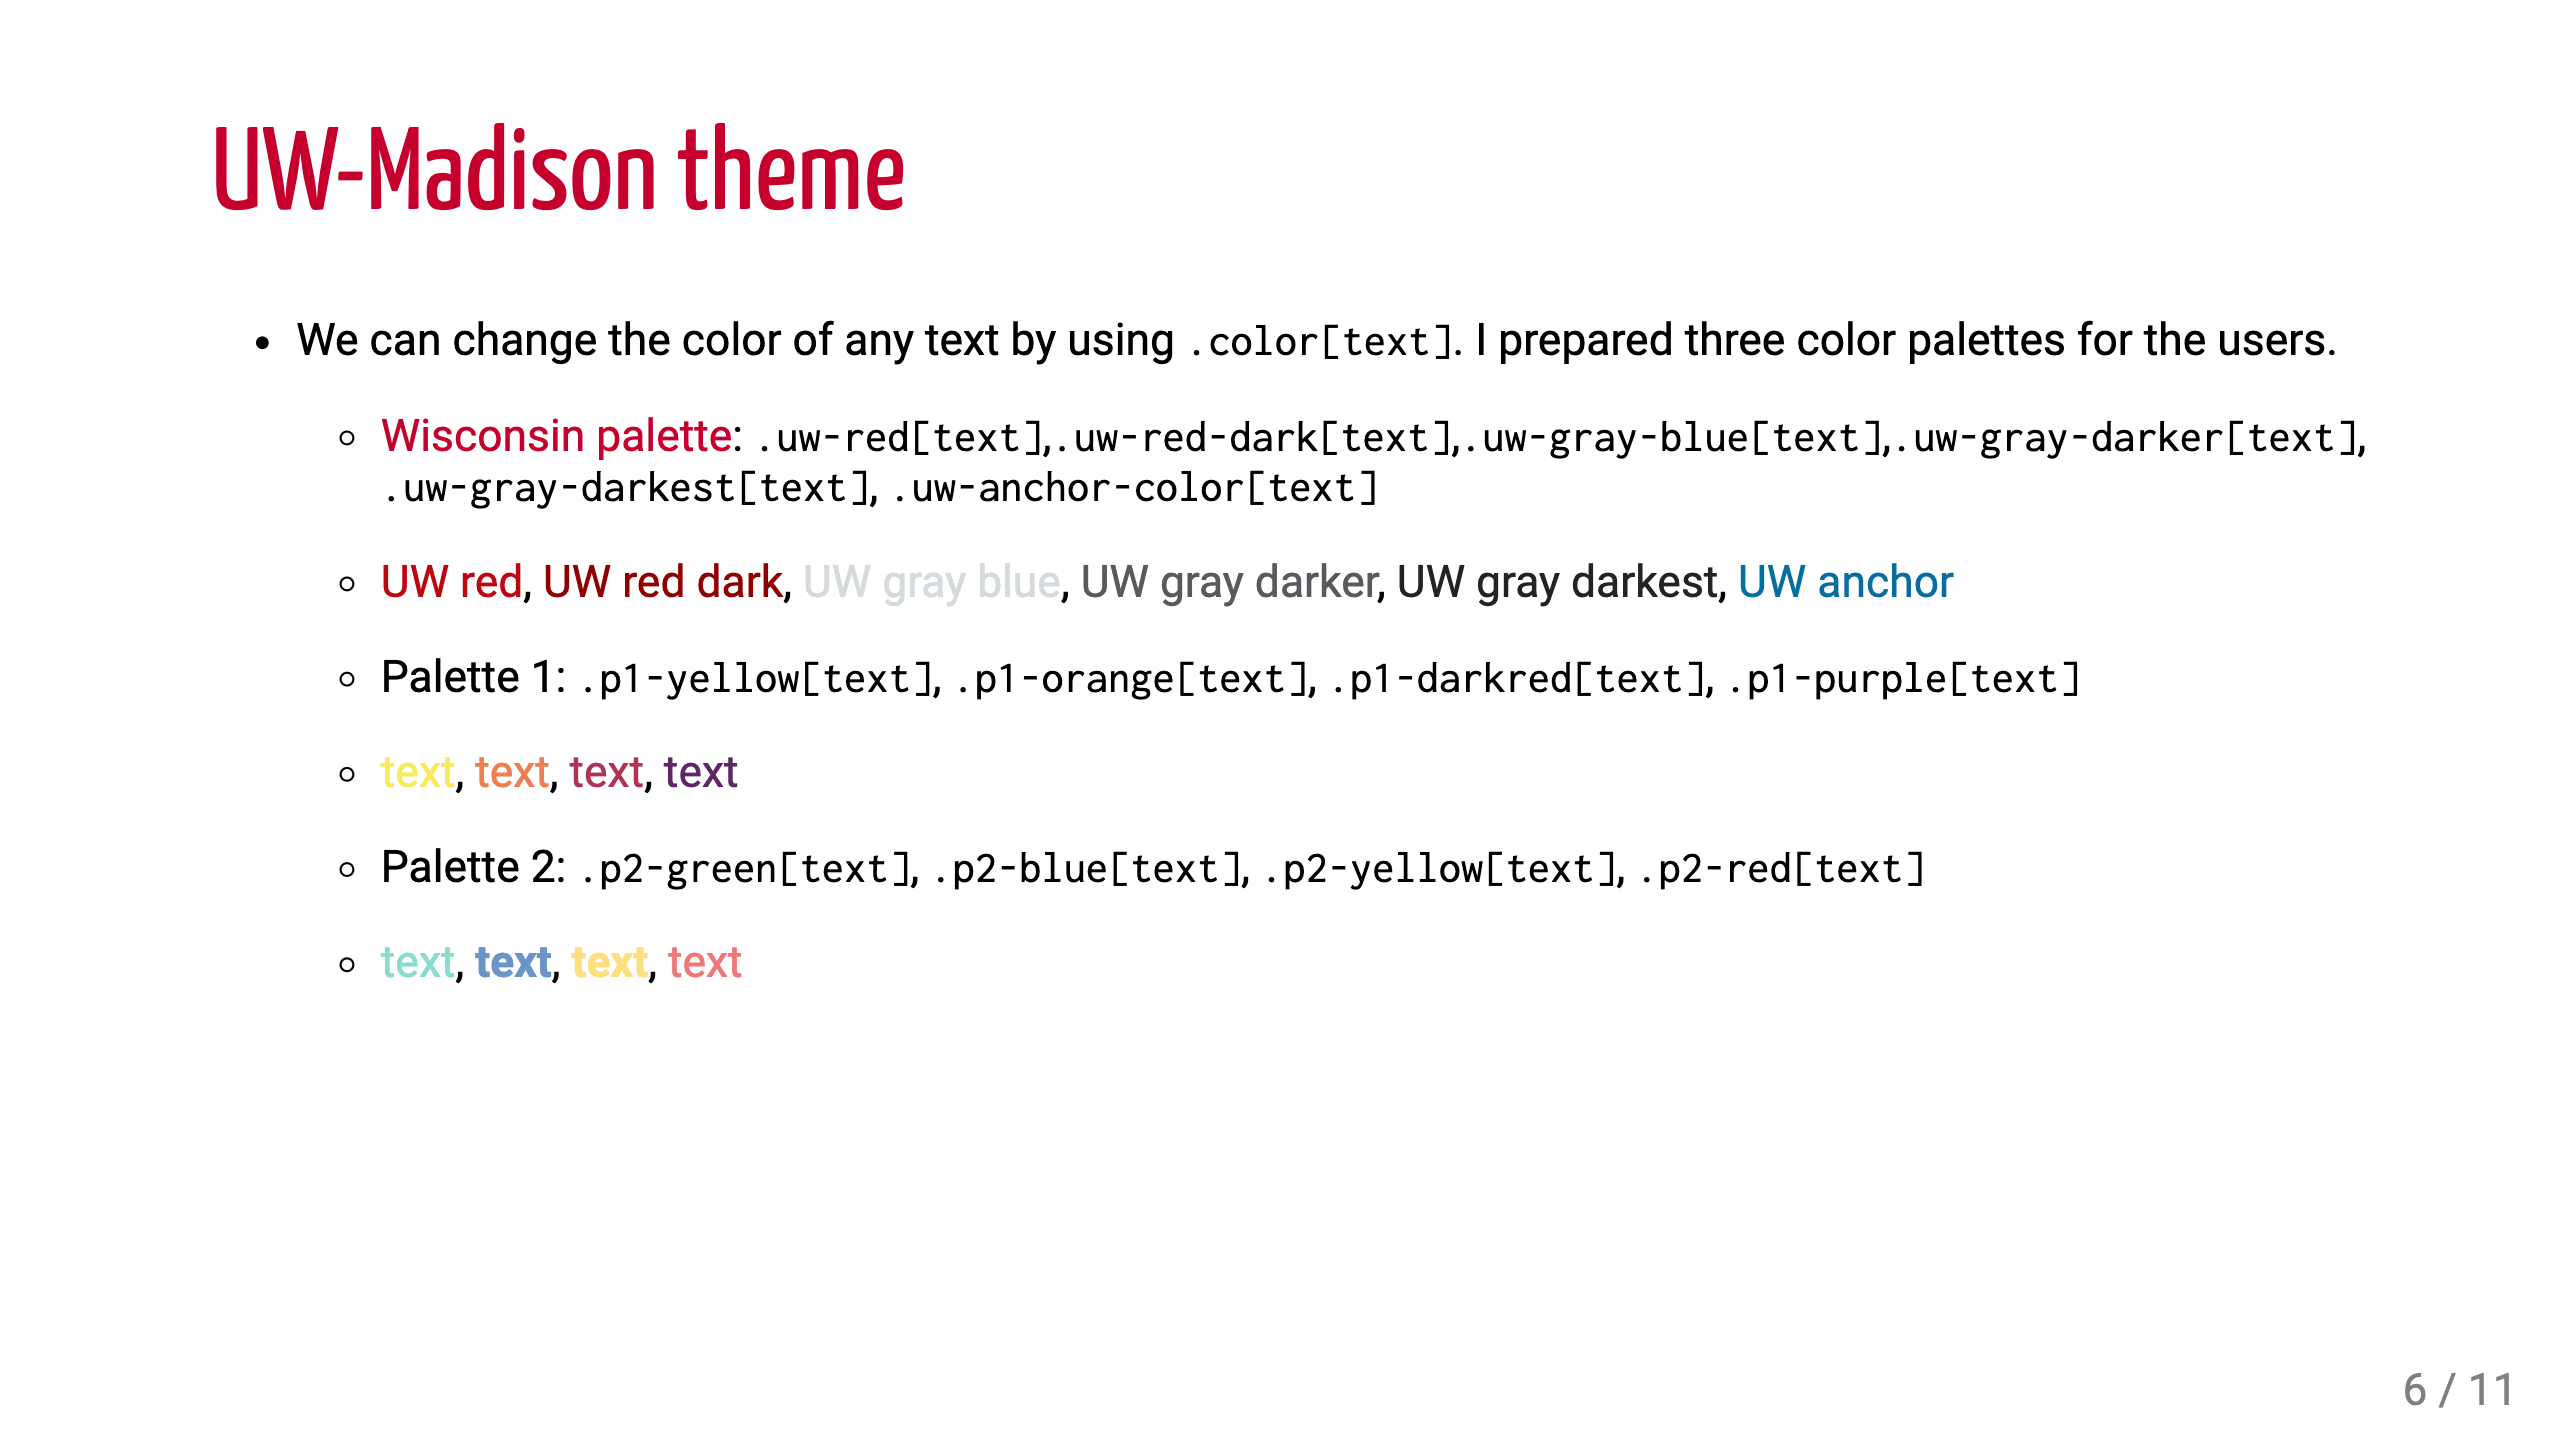 UW-Madison theme
We can change the color of any text by using .color[text]. I prepared three color palettes for the users.
Wisconsin palette: .uw-red[text],.uw-red-dark[text],.uw-gray-blue[text],.uw-gray-darker[text],
.uw-gray-darkest[text], .uw-anchor-color[text]
UW red, UW red dark, UW gray blue, UW gray darker, UW gray darkest, UW anchor
Palette 1: .p1-yellow[text], .p1-orange[text], .p1-darkred[text], .p1-purple[text]
text, text, text, text
Palette 2: .p2-green[text], .p2-blue[text], .p2-yellow[text], .p2-red[text]
text, text, text, text
6 / 11